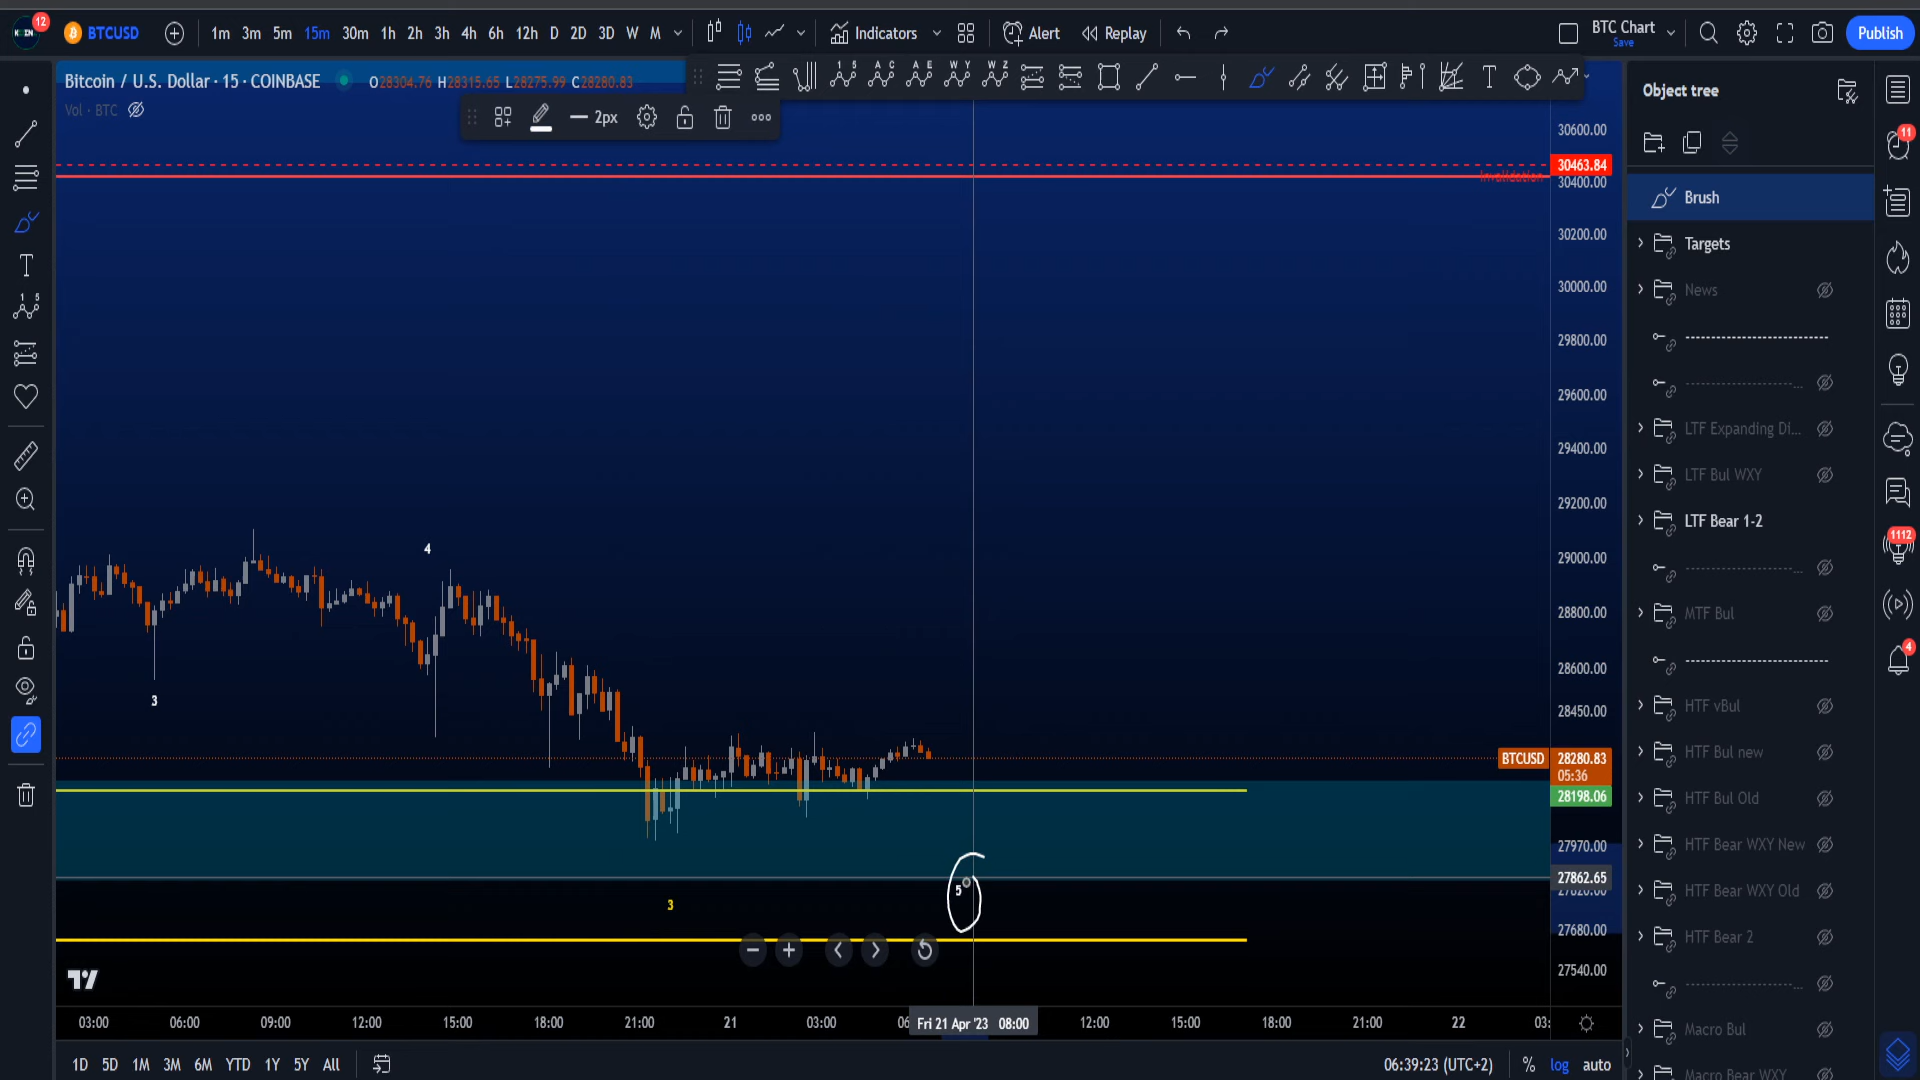 12
BTCUSD
1m 3m 5m 15m 30m 1h 2h 3h 4h 6h 12h D 2D 3D W M
Indicators
Alert
Replay
BTC Chart
Save
Publish
Bitcoin / U.S. Dollar · 15 · COINBASE
O28304.76 H28315.65 L28275.99 C28280.83
Vol · BTC
2px
Object tree
Brush
Targets
News
LTF Expanding Di...
LTF Bul WXY
LTF Bear 1-2
MTF Bul
HTF vBul
HTF Bul new
HTF Bul Old
HTF Bear WXY New
HTF Bear WXY Old
HTF Bear 2
Macro Bul
Macro Bear WXY
11
1112
4
30600.00
30463.84
Invalidation
30400.00
30200.00
30000.00
29800.00
29600.00
29400.00
29200.00
29000.00
28800.00
28600.00
28450.00
BTCUSD 28280.83
05:36
28198.06
27970.00
27862.65
27820.00
27680.00
27540.00
4
3
3
5
03:00 06:00 09:00 12:00 15:00 18:00 21:00 21 03:00 Fri 21 Apr '23 08:00 12:00 15:00 18:00 21:00 22
1D 5D 1M 3M 6M YTD 1Y 5Y All
06:39:23 (UTC+2) % log auto